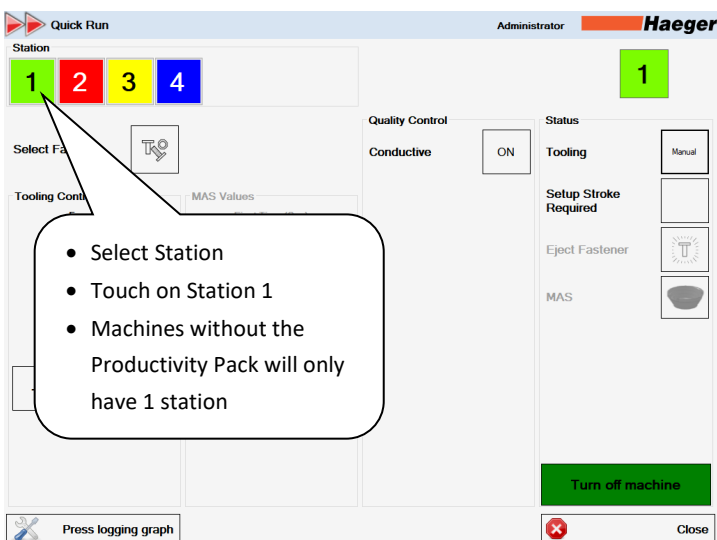 Quick Run
Administrator
Haeger
Station
1 2 3 4
1
Quality Control
Status
Select
Conductive
ON
Tooling
Manual
Tooling
MAS Values
Setup Stroke
Required
Eject Fastener
MAS
• Select Station
• Touch on Station 1
• Machines without the
Productivity Pack will only
have 1 station
Turn off machine
Press logging graph
Close